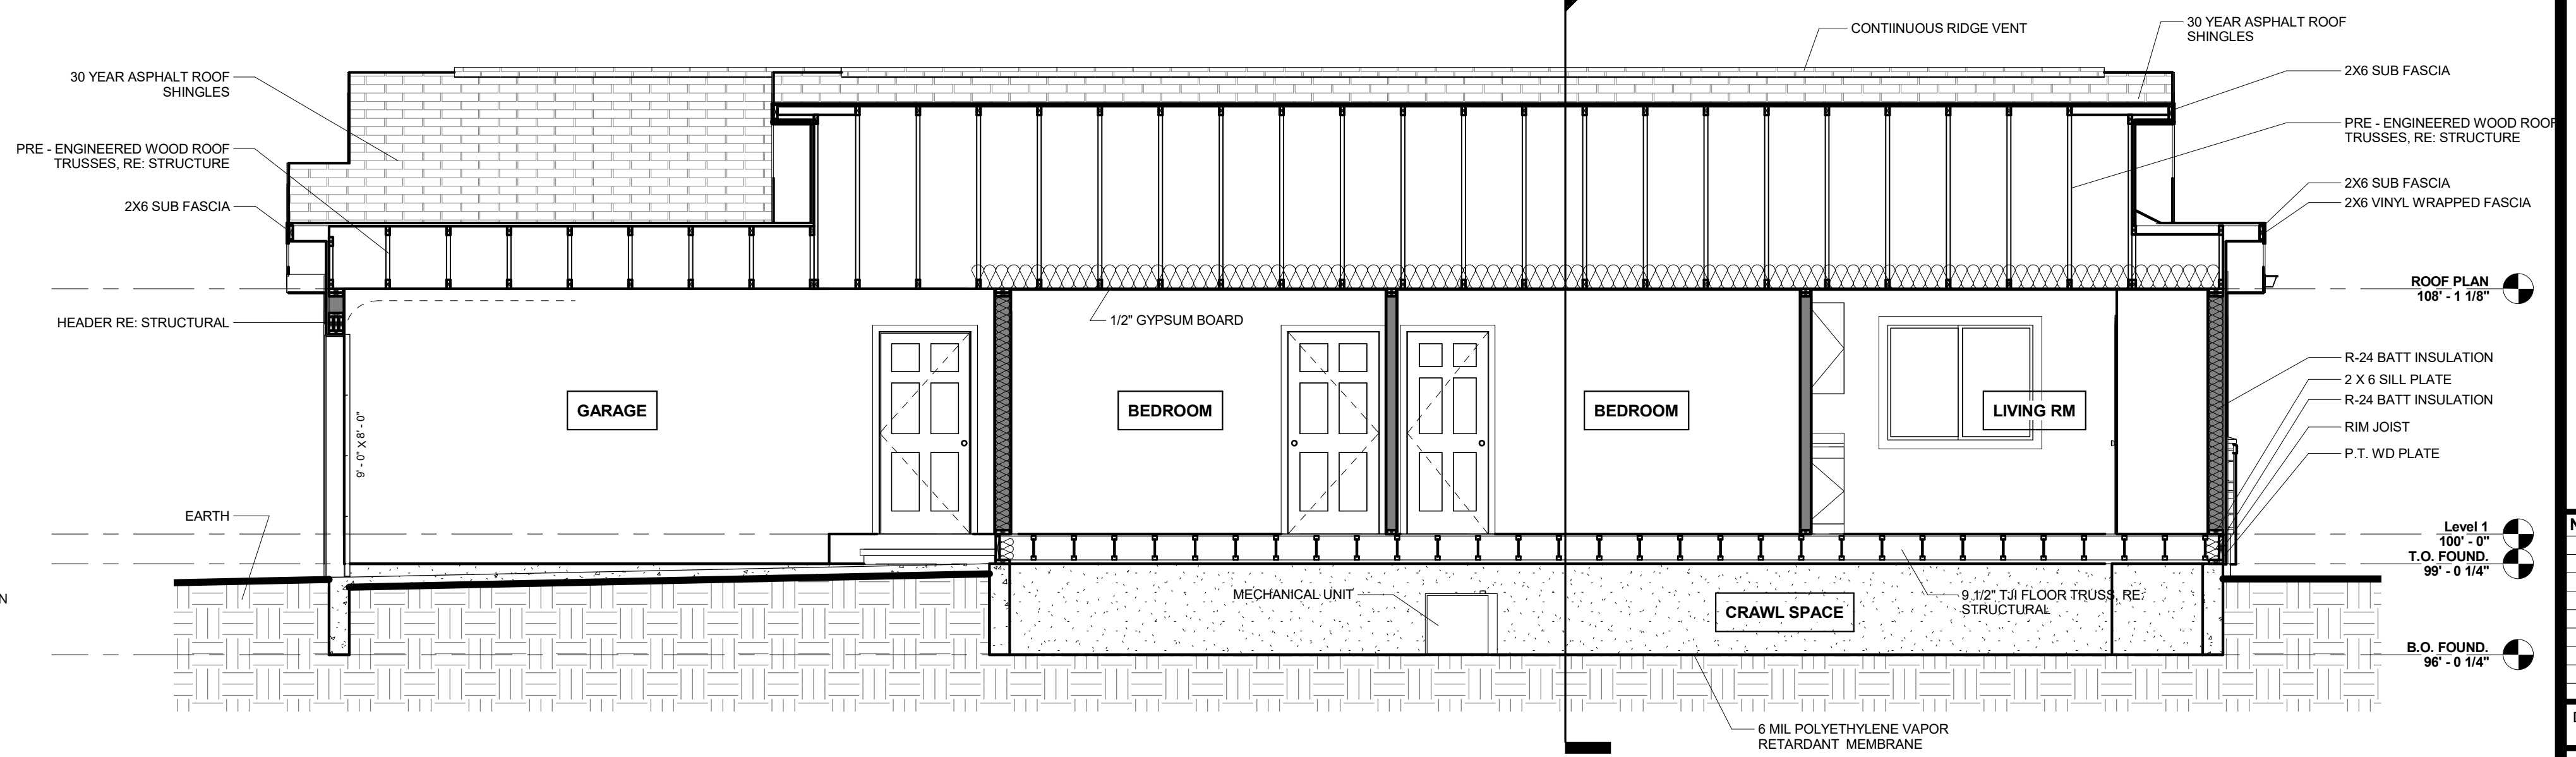 CONTINUOUS RIDGE VENT
30 YEAR ASPHALT ROOF
SHINGLES
30 YEAR ASPHALT ROOF
SHINGLES
2X6 SUB FASCIA
PRE - ENGINEERED WOOD ROOF
TRUSSES, RE: STRUCTURE
PRE - ENGINEERED WOOD ROOF
TRUSSES, RE: STRUCTURE
2X6 SUB FASCIA
2X6 SUB FASCIA
2X6 VINYL WRAPPED FASCIA
ROOF PLAN
108' - 1 1/8"
HEADER RE: STRUCTURAL
1/2" GYPSUM BOARD
R-24 BATT INSULATION
2 X 6 SILL PLATE
R-24 BATT INSULATION
RIM JOIST
P.T. WD PLATE
GARAGE
BEDROOM
BEDROOM
LIVING RM
9' - 0" X 8' - 0"
EARTH
Level 1
100' - 0"
T.O. FOUND.
99' - 0 1/4"
N
MECHANICAL UNIT
CRAWL SPACE
9 1/2" TJI FLOOR TRUSS, RE:
STRUCTURAL
B.O. FOUND.
96' - 0 1/4"
6 MIL POLYETHYLENE VAPOR
RETARDANT MEMBRANE